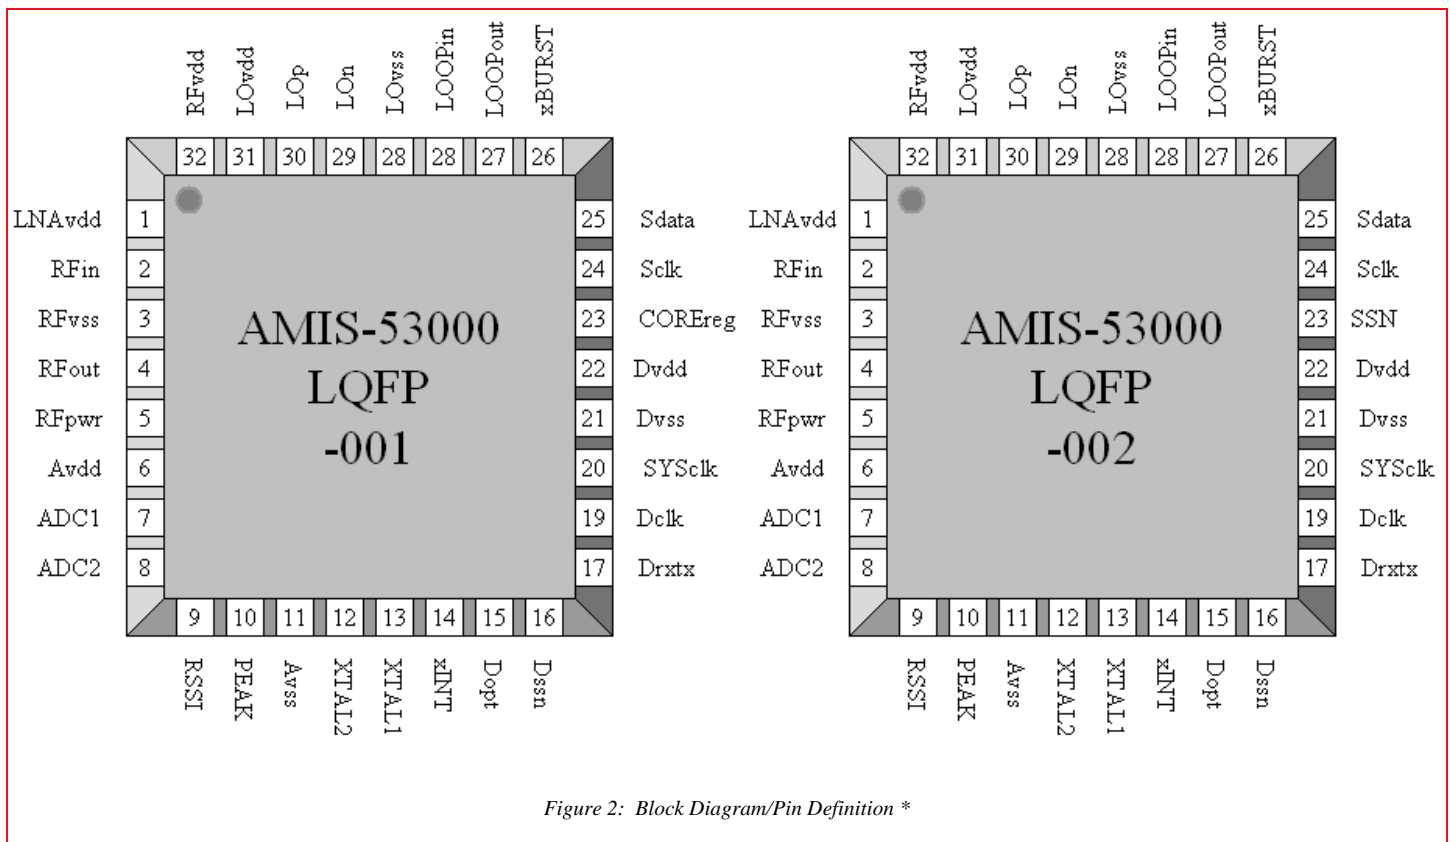 RFvdd LOvdd LOp LOn LOvss LOOPin LOOPout xBURST RFvdd LOvdd LOp LOn LOvss LOOPin LOOPout xBURST
32 31 30 29 28 28 27 26 32 31 30 29 28 28 27 26
LNAvdd 1 25 Sdata LNAvdd 1 25 Sdata
RFin 2 24 Sclk RFin 2 24 Sclk
RFvss 3 23 COREreg RFvss 3 23 SSN
AMIS-53000 AMIS-53000
RFout 4 22 Dvdd RFout 4 22 Dvdd
LQFP LQFP
RFpwr 5 21 Dvss RFpwr 5 21 Dvss
-001 -002
Avdd 6 20 SYSclk Avdd 6 20 SYSclk
ADC1 7 19 Dclk ADC1 7 19 Dclk
ADC2 8 17 Drxtx ADC2 8 17 Drxtx
9 10 11 12 13 14 15 16 9 10 11 12 13 14 15 16
RSSI PEAK Avss XTAL2 XTAL1 xINT Dopt Dssn RSSI PEAK Avss XTAL2 XTAL1 xINT Dopt Dssn
Figure 2: Block Diagram/Pin Definition *